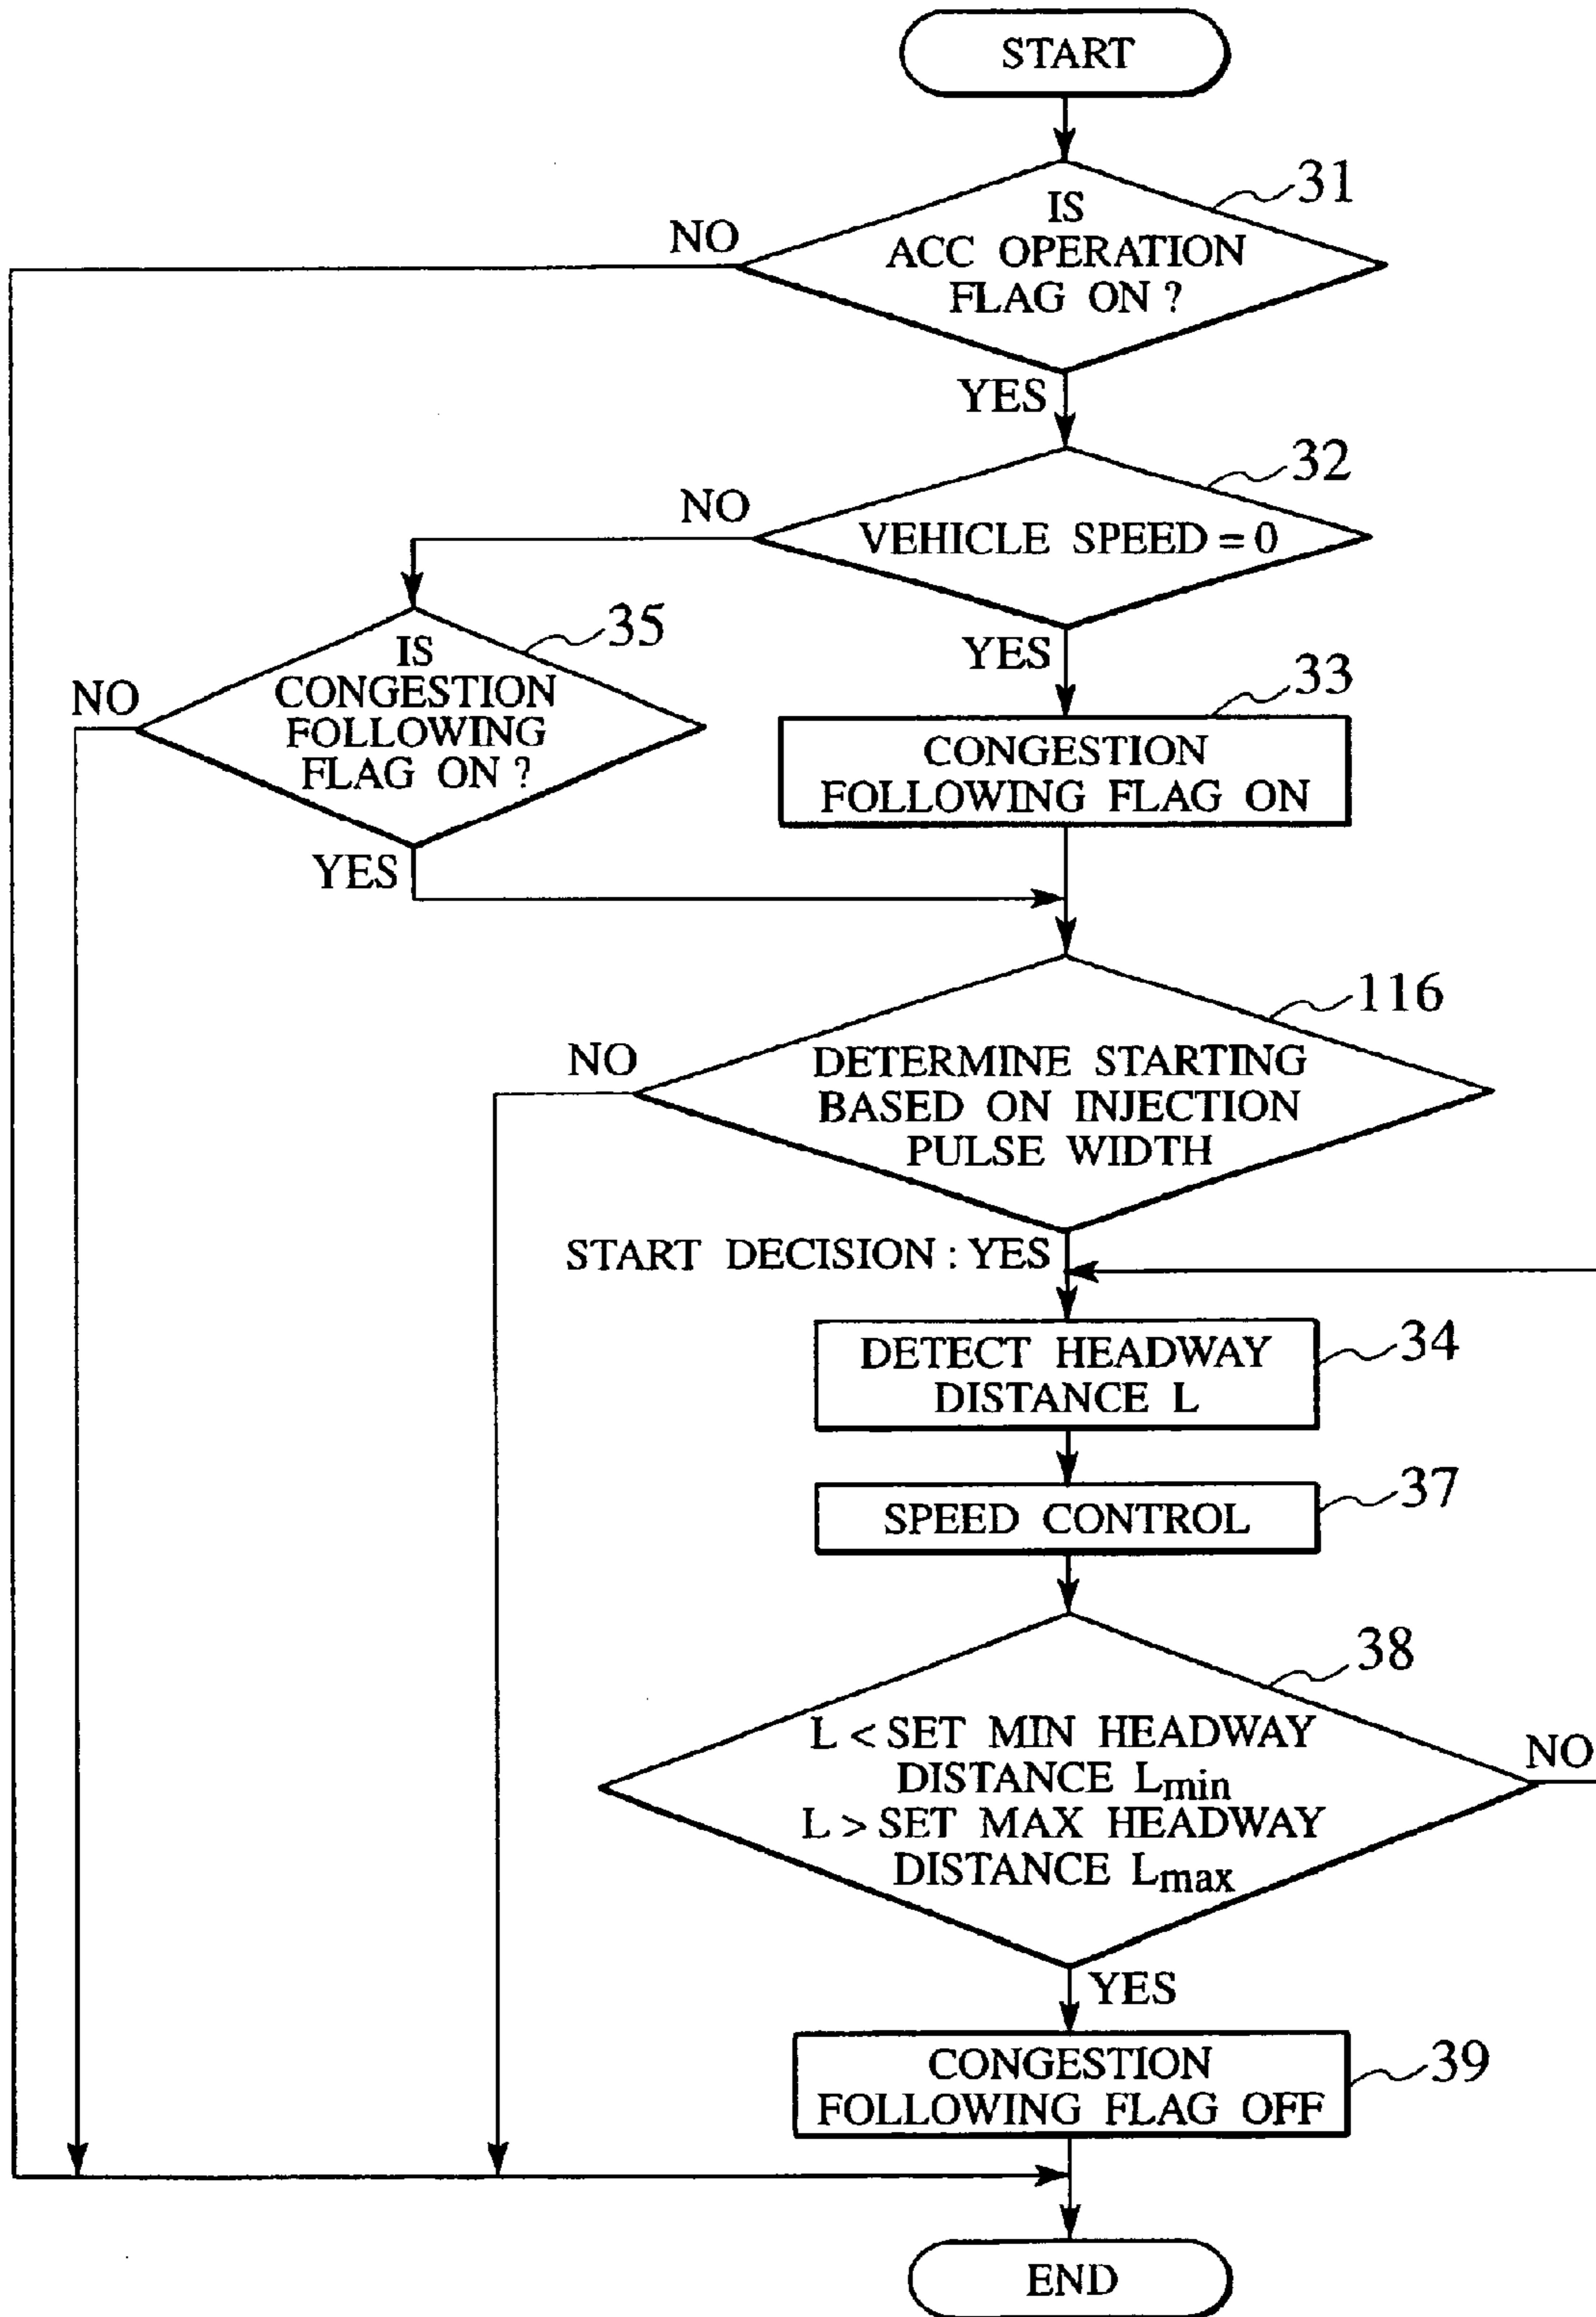 START
31
IS
ACC OPERATION
FLAG ON ?
NO
YES
32
VEHICLE SPEED = 0
NO
YES
35
IS
CONGESTION
FOLLOWING
FLAG ON ?
NO
YES
33
CONGESTION
FOLLOWING FLAG ON
116
DETERMINE STARTING
BASED ON INJECTION
PULSE WIDTH
NO
START DECISION : YES
DETECT HEADWAY
DISTANCE L
34
SPEED CONTROL
37
38
L < SET MIN HEADWAY
DISTANCE Lmin
L > SET MAX HEADWAY
DISTANCE Lmax
NO
YES
CONGESTION
FOLLOWING FLAG OFF
39
END